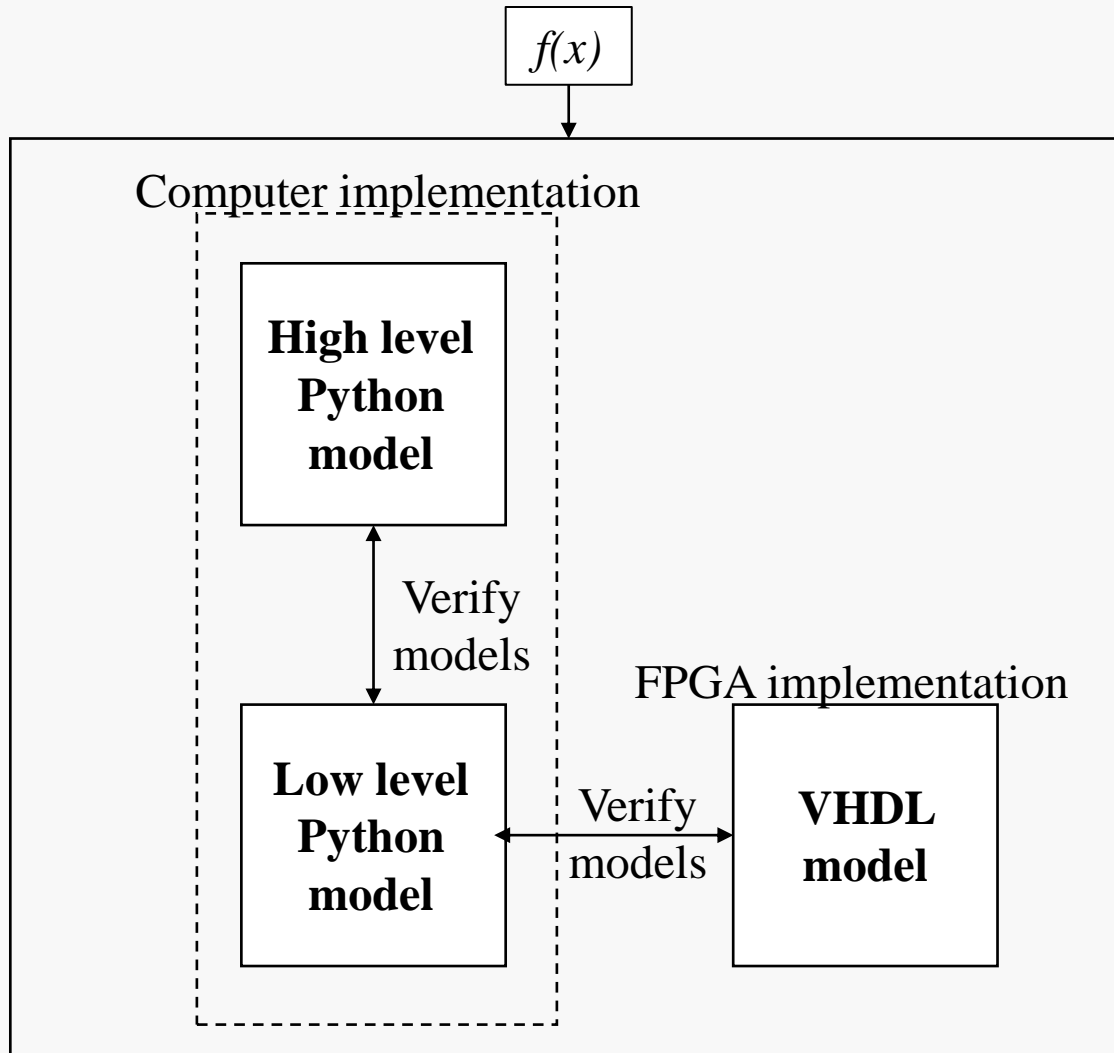 f(x)
Computer implementation
High level
Python
model
Verify
models
FPGA implementation
Low level
Python
model
Verify
models
VHDL
model